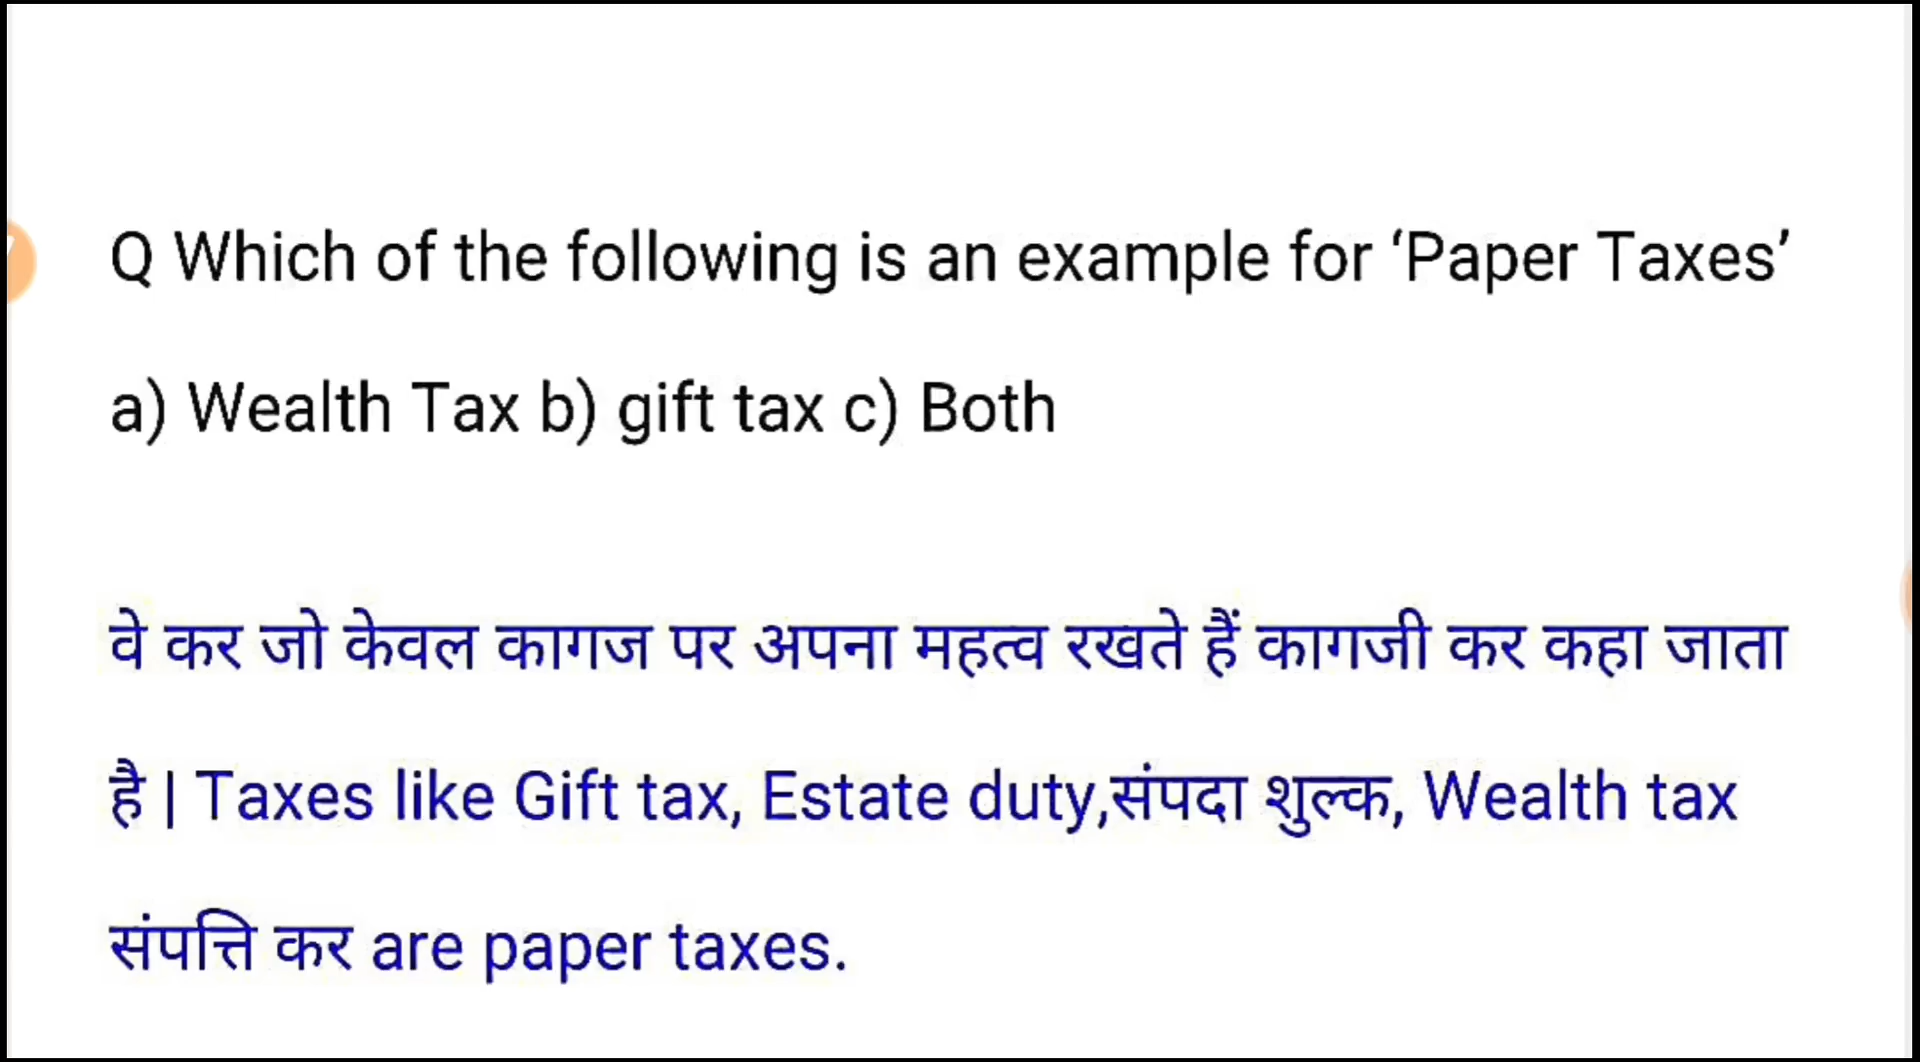 Q Which of the following is an example for ‘Paper Taxes’
a) Wealth Tax b) gift tax c) Both
वे कर जो केवल कागज पर अपना महत्व रखते हैं कागजी कर कहा जाता
है | Taxes like Gift tax, Estate duty,संपदा शुल्क, Wealth tax
संपत्ति कर are paper taxes.